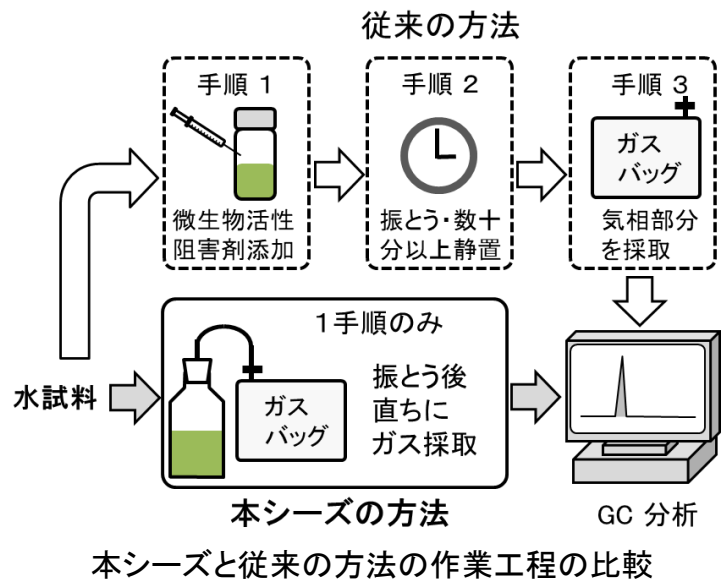 従来の方法
手順 1
微生物活性
阻害剤添加
手順 2
振とう・数十
分以上静置
手順 3
ガス
バッグ
気相部分
を採取
水試料
1手順のみ
ガス
バッグ
振とう後
直ちに
ガス採取
本シーズの方法
GC 分析
本シーズと従来の方法の作業工程の比較